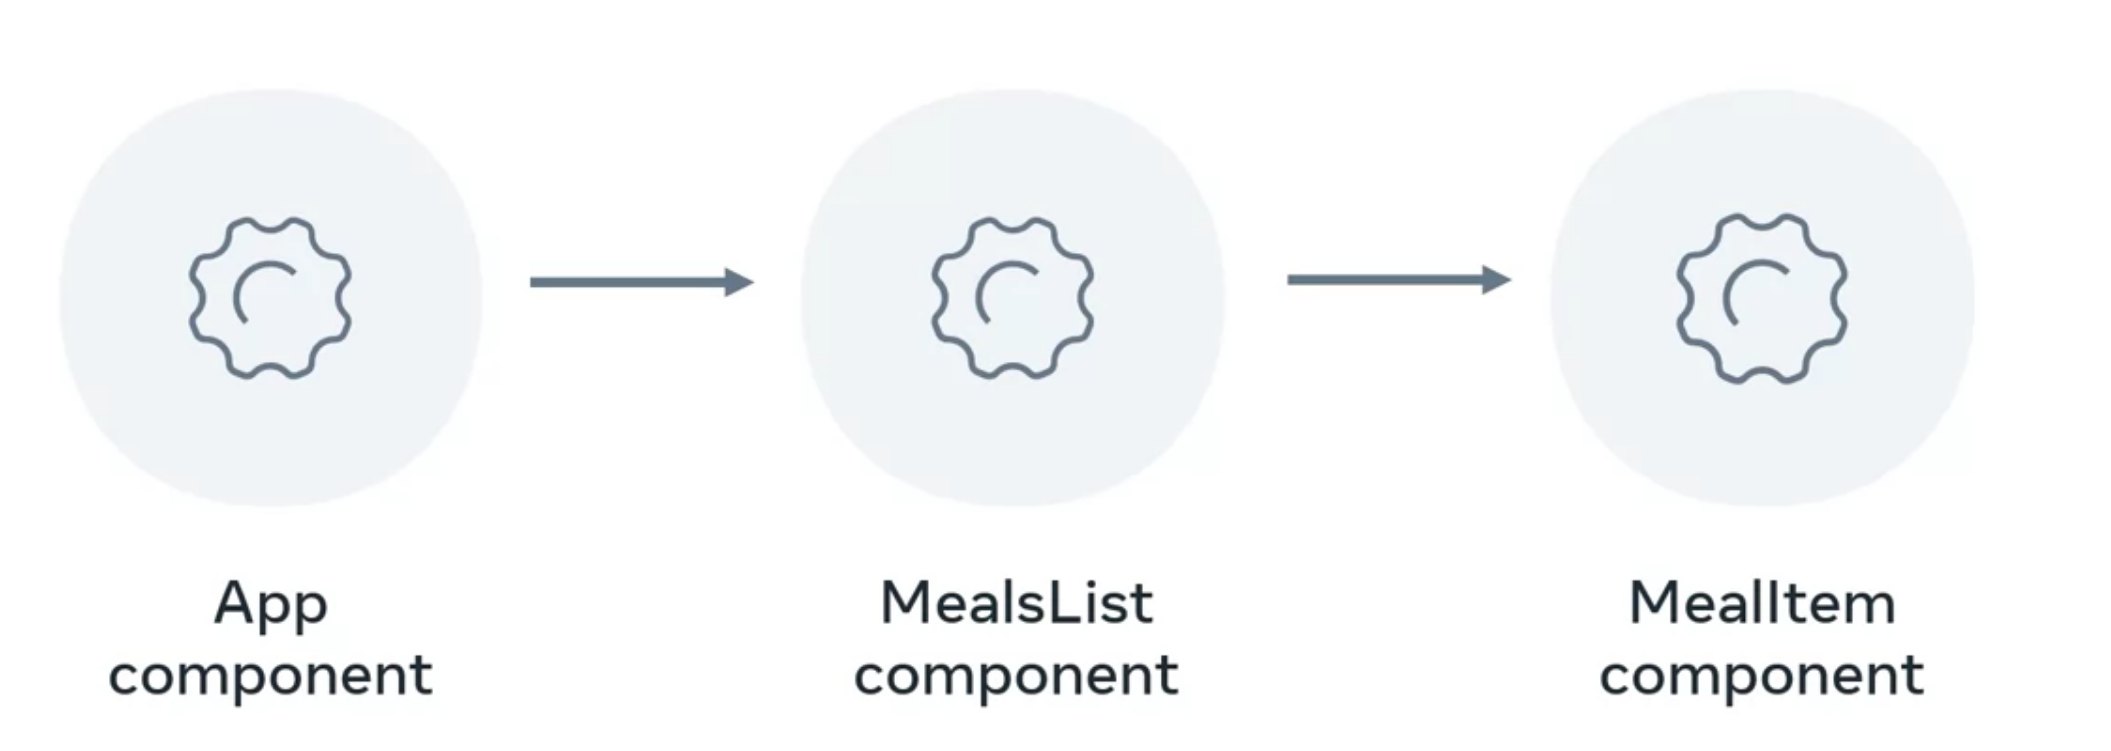 App
component
MealsList
component
MealItem
component